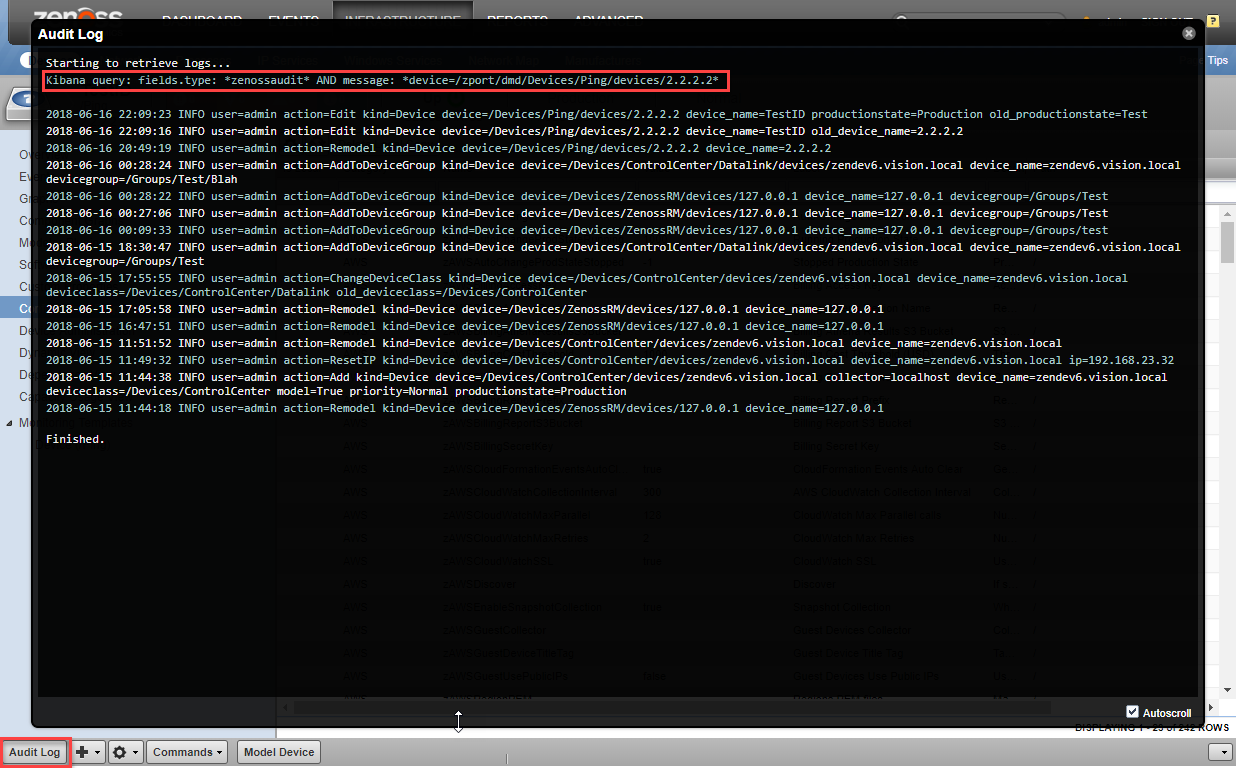 zenoss
DASHBOARD EVENTS INFRASTRUCTURE REPORTS ADVANCED
Audit Log
Tips
Starting to retrieve logs...
Kibana query: fields.type: *zenossaudit* AND message: *device=/zport/dmd/Devices/Ping/devices/2.2.2.2*
2018-06-16 22:09:23 INFO user=admin action=Edit kind=Device device=/Devices/Ping/devices/2.2.2.2 device_name=TestID productionstate=Production old_productionstate=Test
2018-06-16 22:09:16 INFO user=admin action=Edit kind=Device device=/Devices/Ping/devices/2.2.2.2 device_name=TestID old_device_name=2.2.2.2
2018-06-16 20:49:19 INFO user=admin action=Remodel kind=Device device=/Devices/Ping/devices/2.2.2.2 device_name=2.2.2.2
2018-06-16 00:28:24 INFO user=admin action=AddToDeviceGroup kind=Device device=/Devices/ControlCenter/Datalink/devices/zendev6.vision.local device_name=zendev6.vision.local
devicegroup=/Groups/Test/Blah
2018-06-16 00:28:22 INFO user=admin action=AddToDeviceGroup kind=Device device=/Devices/ZenossRM/devices/127.0.0.1 device_name=127.0.0.1 devicegroup=/Groups/Test
2018-06-16 00:27:06 INFO user=admin action=AddToDeviceGroup kind=Device device=/Devices/ZenossRM/devices/127.0.0.1 device_name=127.0.0.1 devicegroup=/Groups/Test
2018-06-16 00:09:33 INFO user=admin action=AddToDeviceGroup kind=Device device=/Devices/ZenossRM/devices/127.0.0.1 device_name=127.0.0.1 devicegroup=/Groups/test
2018-06-15 18:30:47 INFO user=admin action=AddToDeviceGroup kind=Device device=/Devices/ControlCenter/Datalink/devices/zendev6.vision.local device_name=zendev6.vision.local
devicegroup=/Groups/Test
2018-06-15 17:55:55 INFO user=admin action=ChangeDeviceClass kind=Device device=/Devices/ControlCenter/devices/zendev6.vision.local device_name=zendev6.vision.local
deviceclass=/Devices/ControlCenter/Datalink old_deviceclass=/Devices/ControlCenter
2018-06-15 17:05:58 INFO user=admin action=Remodel kind=Device device=/Devices/ZenossRM/devices/127.0.0.1 device_name=127.0.0.1
2018-06-15 16:47:51 INFO user=admin action=Remodel kind=Device device=/Devices/ZenossRM/devices/127.0.0.1 device_name=127.0.0.1
2018-06-15 11:51:52 INFO user=admin action=Remodel kind=Device device=/Devices/ControlCenter/devices/zendev6.vision.local device_name=zendev6.vision.local
2018-06-15 11:49:32 INFO user=admin action=ResetIP kind=Device device=/Devices/ControlCenter/devices/zendev6.vision.local device_name=zendev6.vision.local ip=192.168.23.32
2018-06-15 11:44:38 INFO user=admin action=Add kind=Device device=/Devices/ControlCenter/devices/zendev6.vision.local collector=localhost device_name=zendev6.vision.local
deviceclass=/Devices/ControlCenter model=True priority=Normal productionstate=Production
2018-06-15 11:44:18 INFO user=admin action=Remodel kind=Device device=/Devices/ZenossRM/devices/127.0.0.1 device_name=127.0.0.1
Finished.
Autoscroll
ROWS
Audit Log
Commands
Model Device